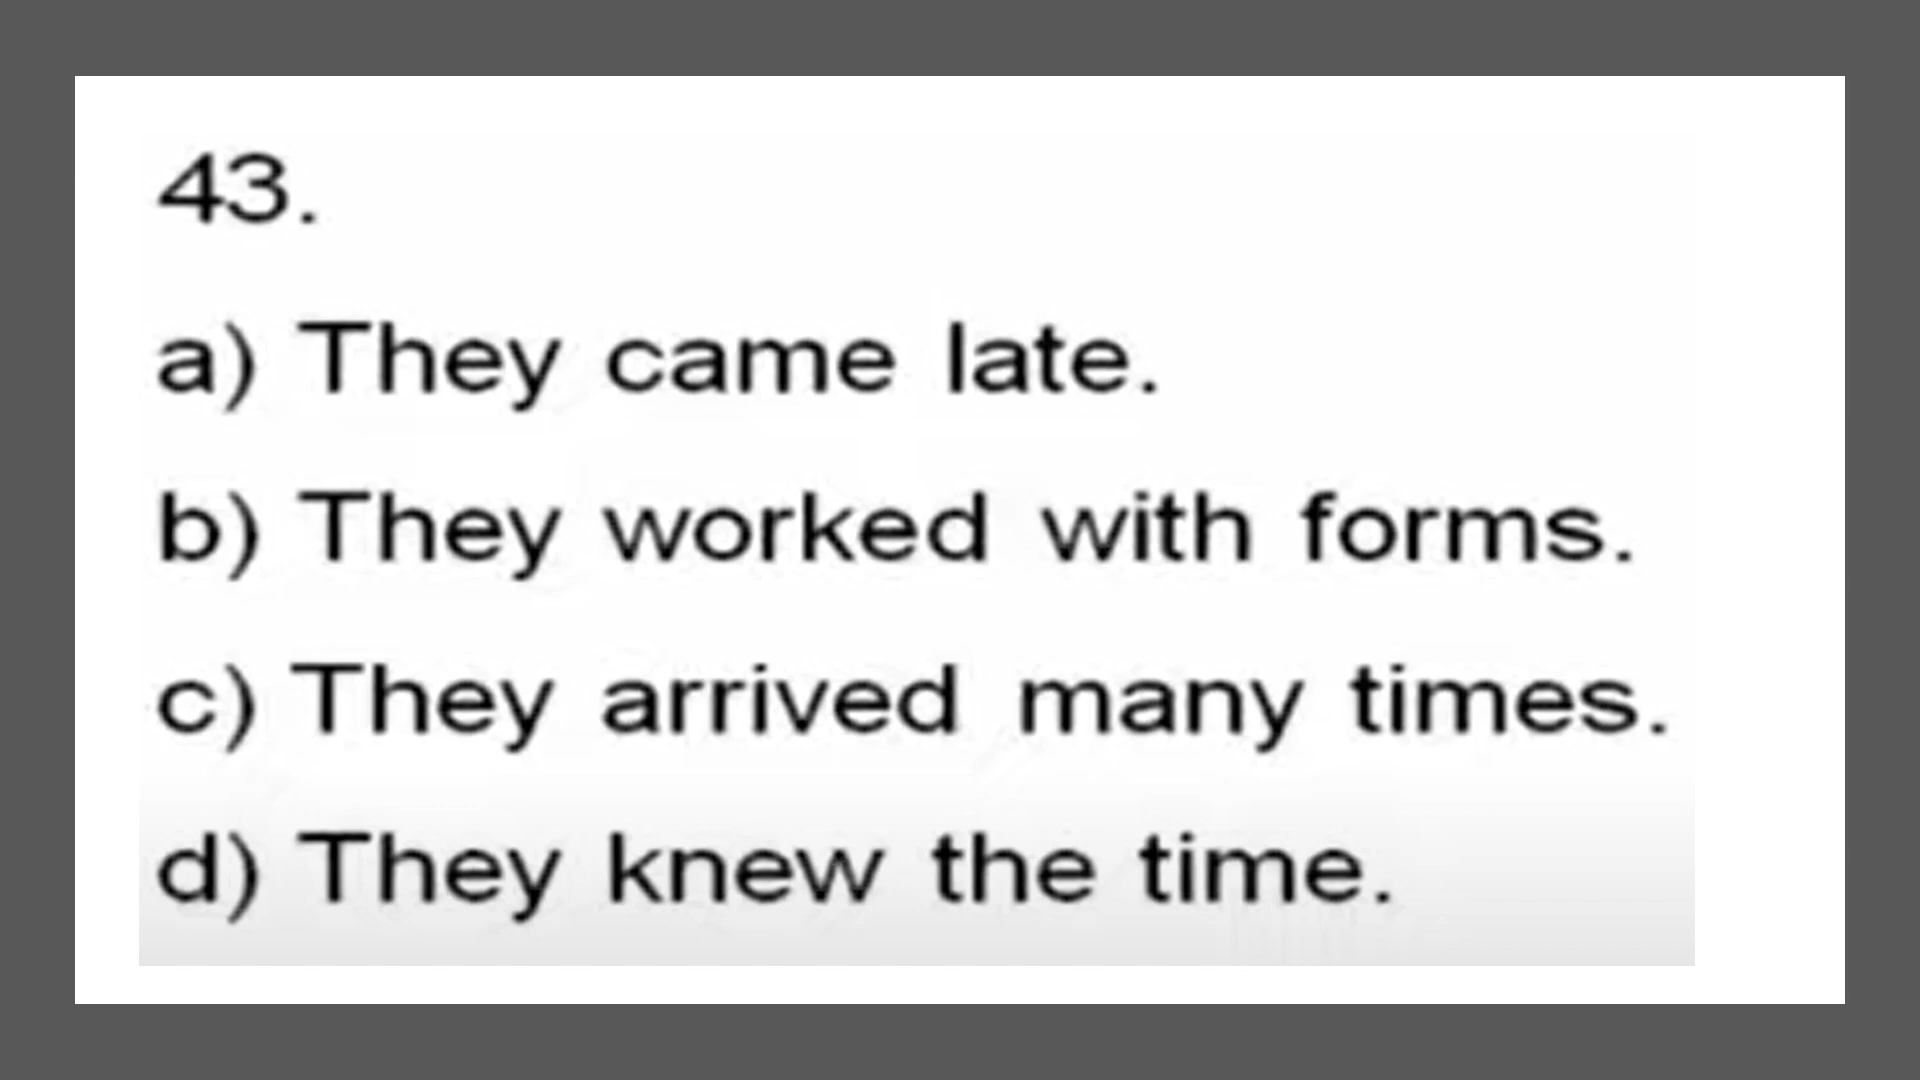 43.
a) They came late.
b) They worked with forms.
c) They arrived many times.
d) They knew the time.